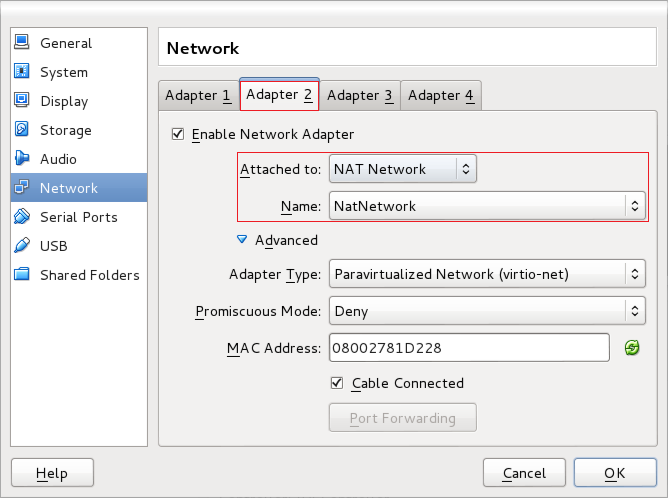 General
System
Display
Storage
Audio
Network
Serial Ports
USB
Shared Folders
Network
Adapter 1 Adapter 2 Adapter 3 Adapter 4
Enable Network Adapter
Attached to: NAT Network
Name: NatNetwork
Advanced
Adapter Type: Paravirtualized Network (virtio-net)
Promiscuous Mode: Deny
MAC Address: 08002781D228
Cable Connected
Port Forwarding
Help Cancel OK